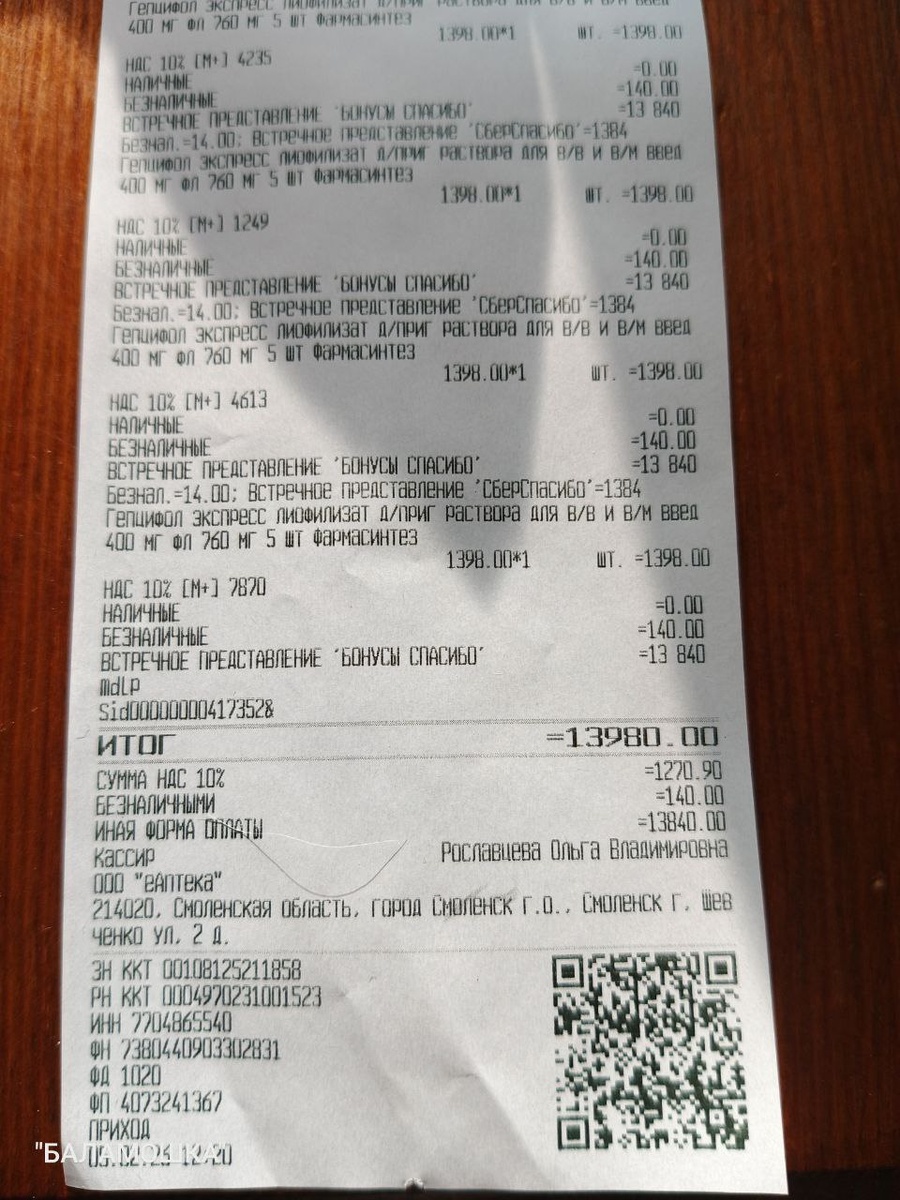 Гепцифол ЭКСПРЕСС ЛИОФИЛИЗАТ Д/ПРИГ РАСТВОРА ДЛЯ В/В И В/М ВВЕД
400 МГ ФЛ 760 МГ 5 ШТ Фармасинтез
1398.00*1 ШТ. =1398.00
НДС 10% [М+] 4235
НАЛИЧНЫЕ =0.00
БЕЗНАЛИЧНЫЕ =140.00
ВСТРЕЧНОЕ ПРЕДСТАВЛЕНИЕ 'БОНУСЫ СПАСИБО' =13 840
Безнал.=14.00; Встречное представление 'СберСпасибо'=1384
Гепцифол ЭКСПРЕСС ЛИОФИЛИЗАТ Д/ПРИГ РАСТВОРА ДЛЯ В/В И В/М ВВЕД
400 МГ ФЛ 760 МГ 5 ШТ Фармасинтез
1398.00*1 ШТ. =1398.00
НДС 10% [М+] 1249
НАЛИЧНЫЕ =0.00
БЕЗНАЛИЧНЫЕ =140.00
ВСТРЕЧНОЕ ПРЕДСТАВЛЕНИЕ 'БОНУСЫ СПАСИБО' =13 840
Безнал.=14.00; Встречное представление 'СберСпасибо'=1384
Гепцифол ЭКСПРЕСС ЛИОФИЛИЗАТ Д/ПРИГ РАСТВОРА ДЛЯ В/В И В/М ВВЕД
400 МГ ФЛ 760 МГ 5 ШТ Фармасинтез
1398.00*1 ШТ. =1398.00
НДС 10% [М+] 4613
НАЛИЧНЫЕ =0.00
БЕЗНАЛИЧНЫЕ =140.00
ВСТРЕЧНОЕ ПРЕДСТАВЛЕНИЕ 'БОНУСЫ СПАСИБО' =13 840
Безнал.=14.00; Встречное представление 'СберСпасибо'=1384
Гепцифол ЭКСПРЕСС ЛИОФИЛИЗАТ Д/ПРИГ РАСТВОРА ДЛЯ В/В И В/М ВВЕД
400 МГ ФЛ 760 МГ 5 ШТ Фармасинтез
1398.00*1 ШТ. =1398.00
НДС 10% [М+] 7870
НАЛИЧНЫЕ =0.00
БЕЗНАЛИЧНЫЕ =140.00
ВСТРЕЧНОЕ ПРЕДСТАВЛЕНИЕ 'БОНУСЫ СПАСИБО' =13 840
mdlp
Sid00000000417352&
ИТОГ =13980.00
СУММА НДС 10% =1270.90
БЕЗНАЛИЧНЫМИ =140.00
ИНАЯ ФОРМА ОПЛАТЫ =13840.00
Кассир Рославцева Ольга Владимировна
ООО "еАптека"
214020, Смоленская область, город Смоленск г.о., Смоленск г, Шев
ченко ул, 2 д.
ЗН ККТ 00108125211858
РН ККТ 0004970231001523
ИНН 7704865540
ФН 7380440903302831
ФД 1020
ФП 4073241367
ПРИХОД
"БАЛАМОШКА"